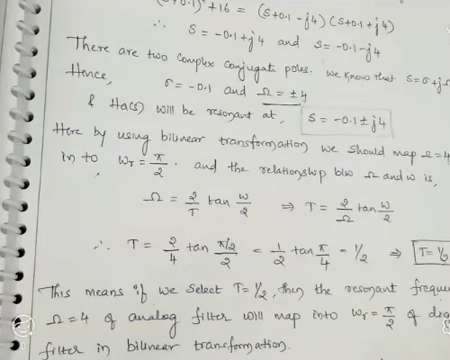 (S+0.1)² + 16 = (S+0.1-j4)(S+0.1+j4)
∴ S = -0.1+j4 and S = -0.1-j4
There are two complex conjugate poles. We know that S=σ+jΩ
Hence, σ = -0.1 and Ω = ±4
& Ha(s) will be resonant at, S = -0.1±j4
Here by using bilinear transformation we should map Ω=4
in to ωr = π/2. and the relationship b/w Ω and ω is,
Ω = 2/T tan ω/2 ⇒ T = 2/Ω tan ω/2
∴ T = 2/4 tan (π/2)/2 = 1/2 tan π/4 = 1/2 ⇒ T=1/2
This means if we select T=1/2, then the resonant freque
Ω=4 of analog filter will map into ωr = π/2 of
filter in bilinear transformation.